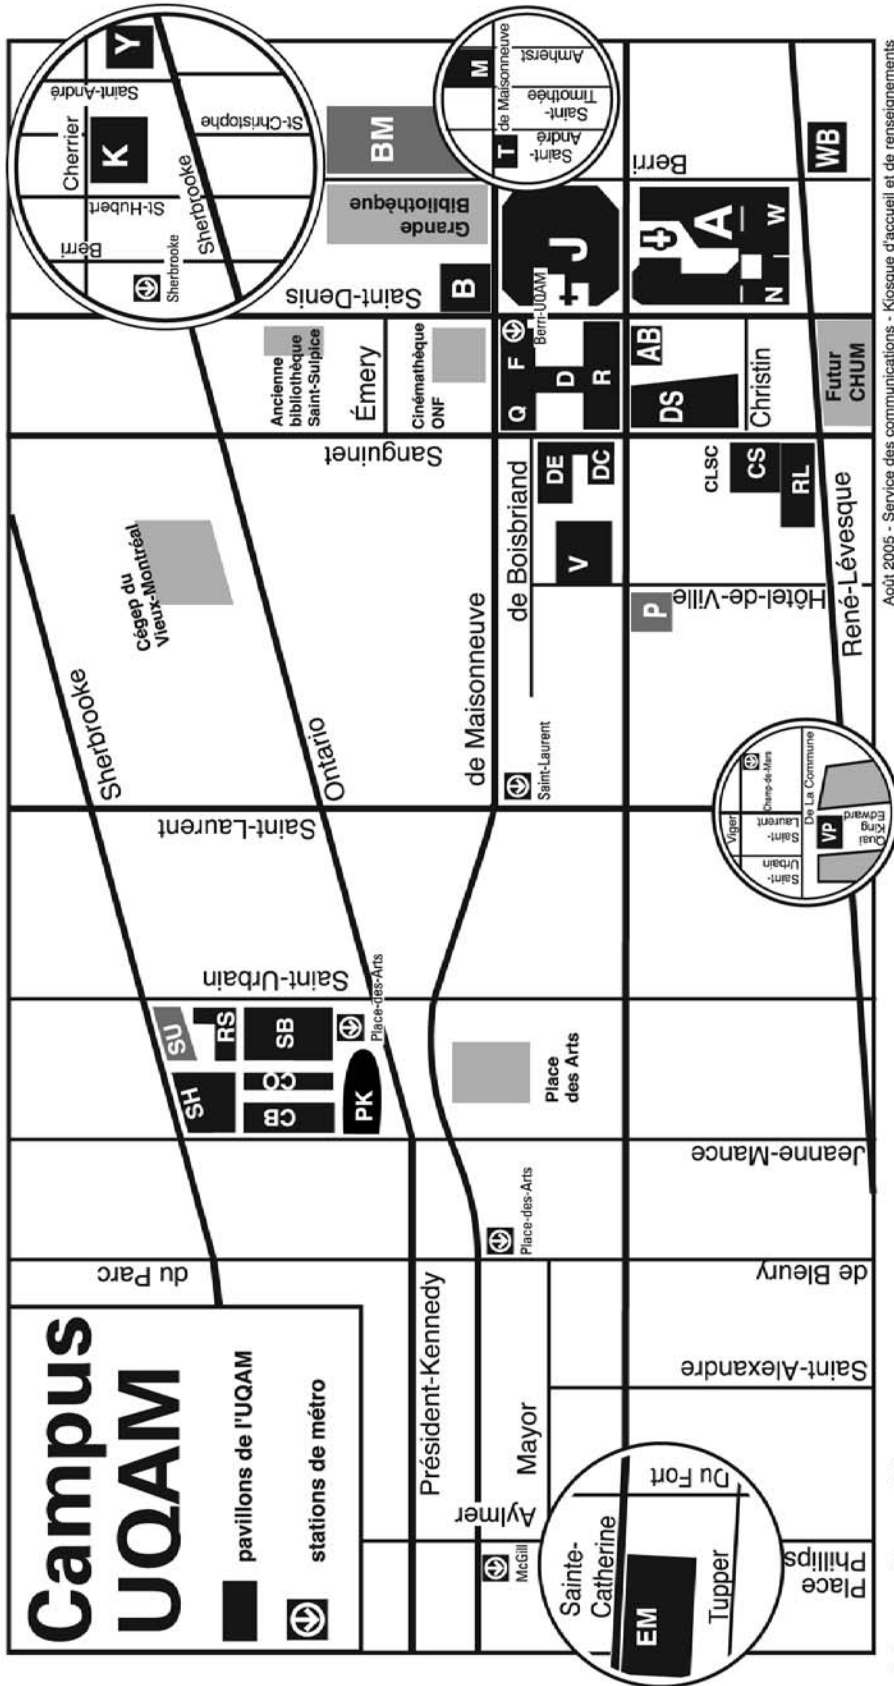 Campus
UQAM
pavillons de l'UQAM
stations de métro
du Parc
Sherbrooke
Cégep du
Vieux-Montréal
SH
SU
RS
CB
CO
SB
PK
Place-des-Arts
Saint-Urbain
Saint-Laurent
Ontario
Président-Kennedy
Aylmer
McGill
Mayor
Place-des-Arts
Place
des Arts
de Maisonneuve
Saint-Laurent
de Boisbriand
Sanguinet
Ancienne
bibliothèque
Saint-Sulpice
Émery
Cinémathèque
ONF
Saint-Denis
B
Grande
Bibliothèque
BM
Berri
Cherrier
Saint-André
St-Hubert
St-Christophe
K
Y
Sherbrooke
Sherbrooke
T
M
de Maisonneuve
Saint-
André
Saint-
Timothée
Amherst
Q
F
D
R
Berri-UQAM
J
DE
DC
V
P
Hôtel-de-Ville
CLSC
CS
RL
DS
AB
Christin
Futur
CHUM
A
N
W
Berri
WB
René-Lévesque
Jeanne-Mance
de Bleury
Saint-Alexandre
Place
Phillips
Sainte-
Catherine
EM
Du Fort
Tupper
Viger
Champ-de-Mars
Saint-
Urbain
Saint-
Laurent
De La Commune
VP
Quai
King
Edward
Août 2005 - Service des communications - Kiosque d'accueil et de renseignements